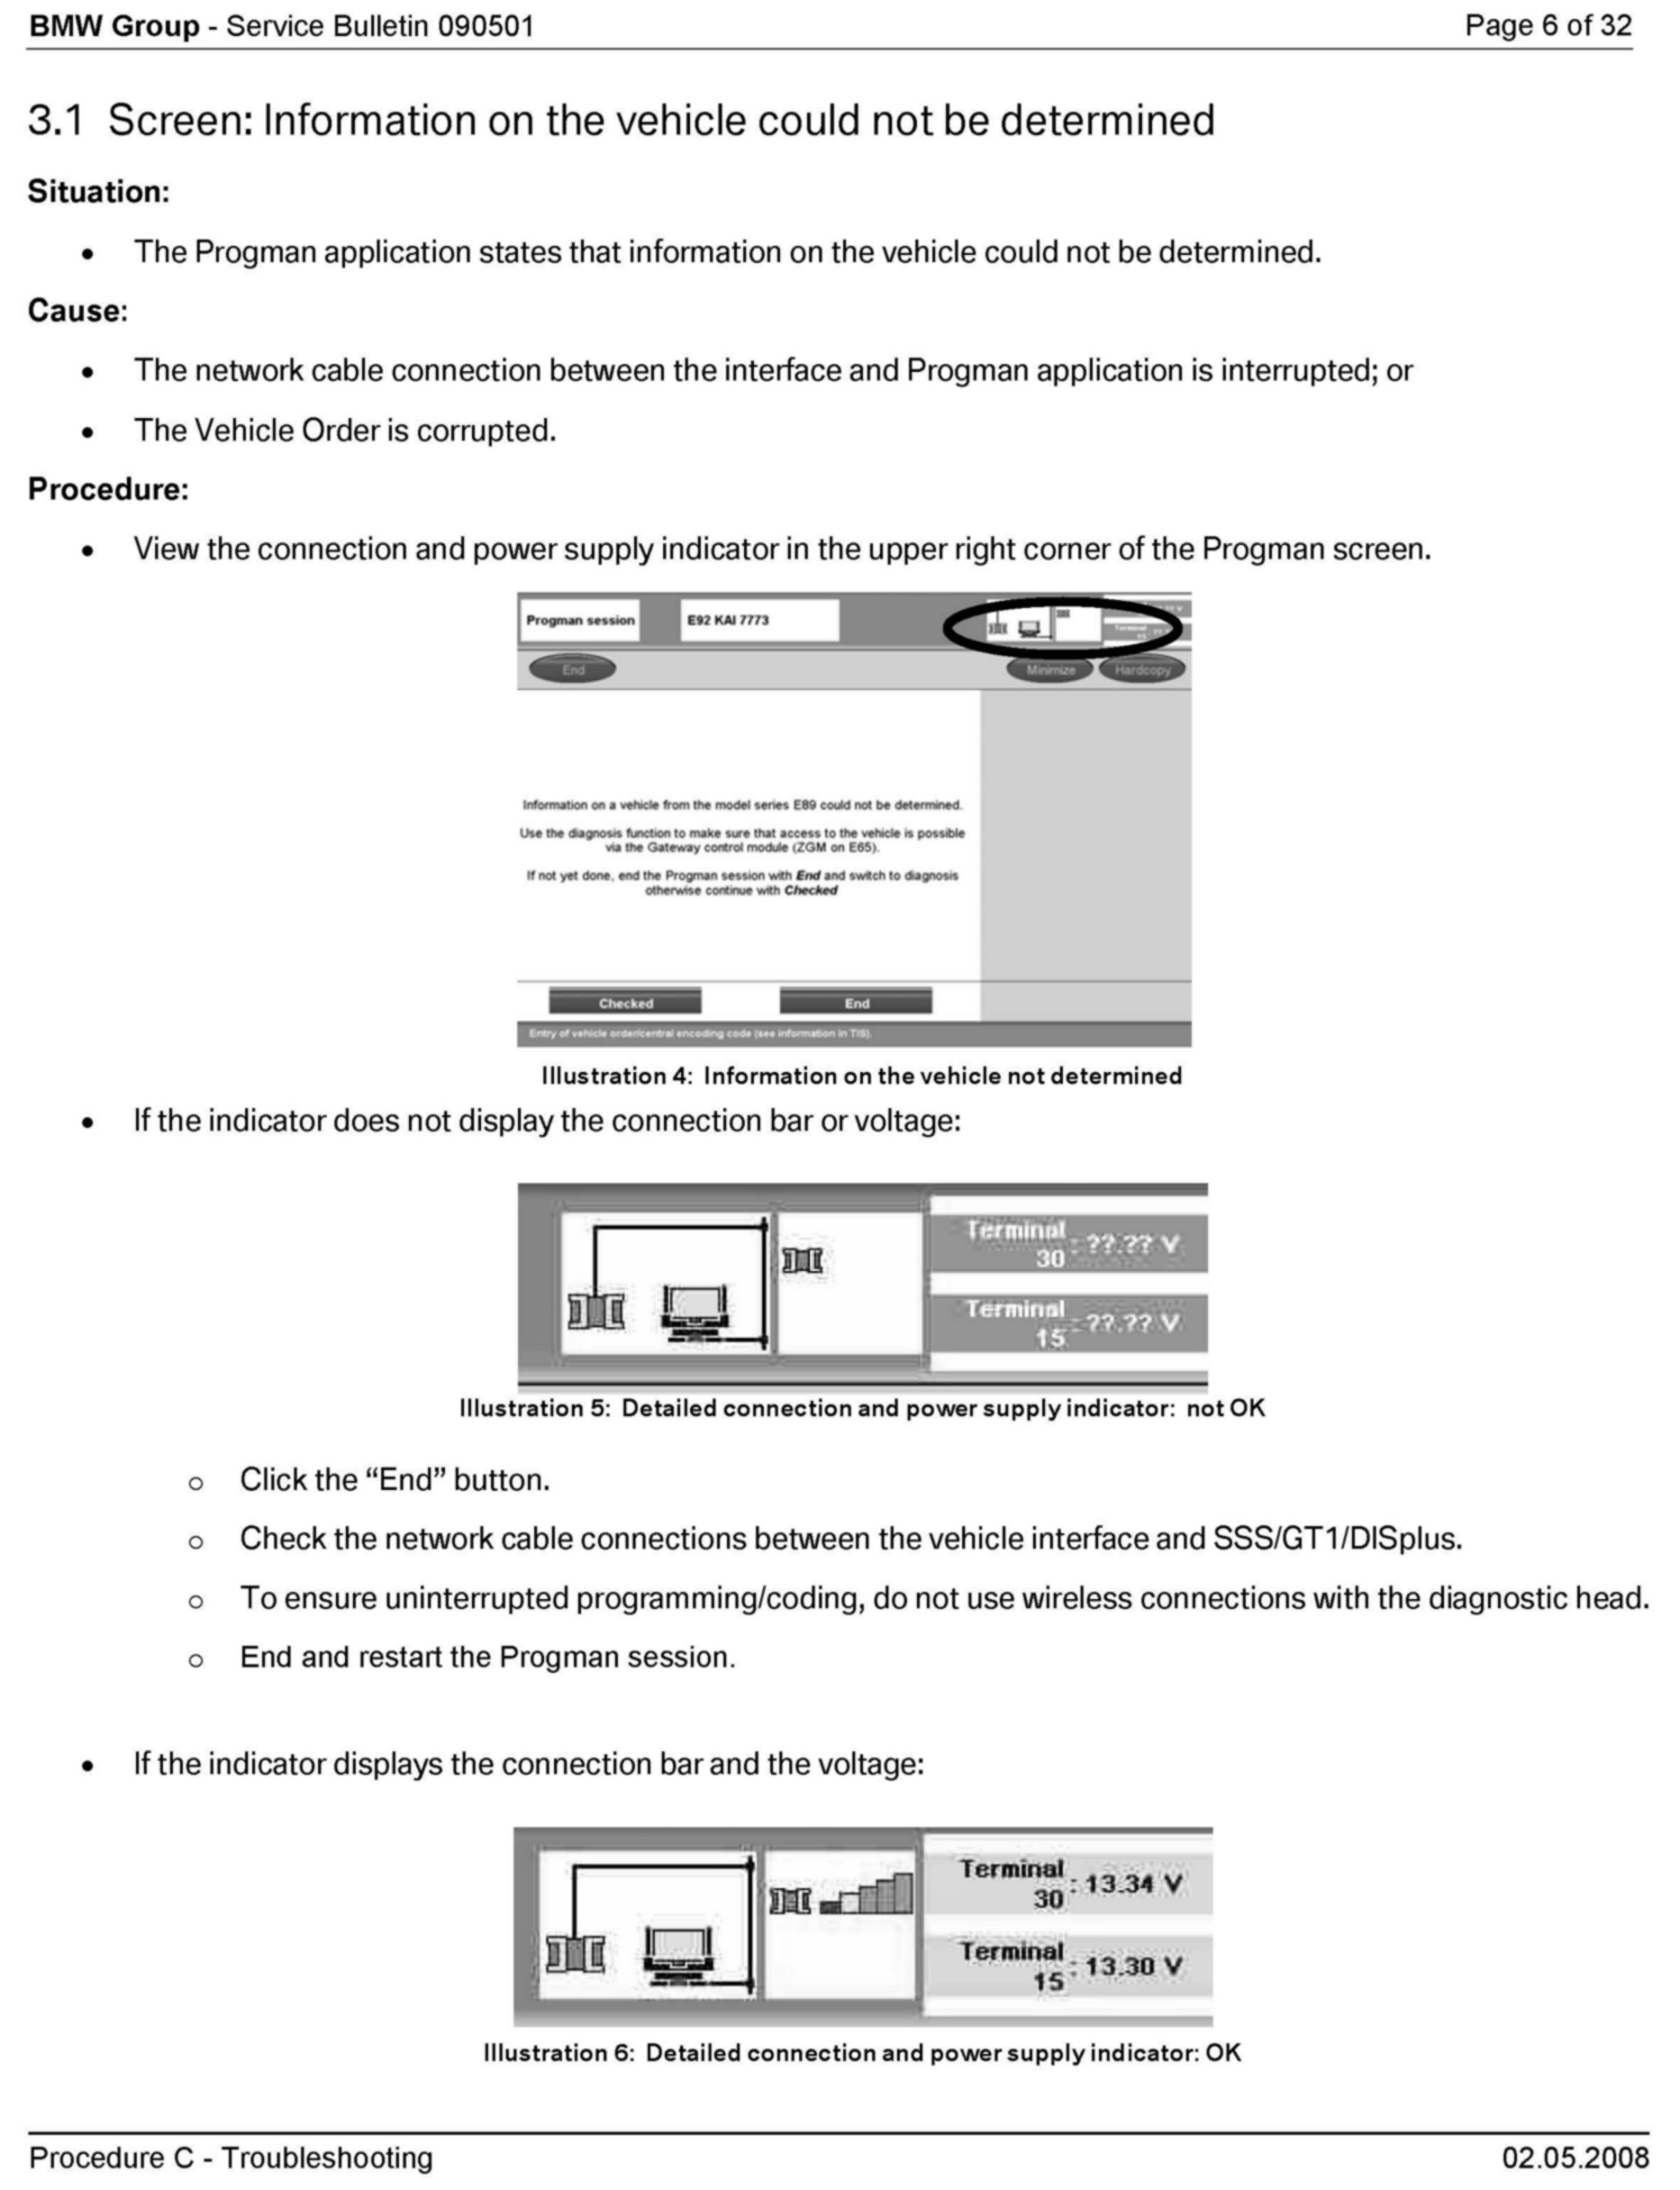 BMW Group - Service Bulletin 090501
Page 6 of 32
3.1 Screen: Information on the vehicle could not be determined
Situation:
• The Progman application states that information on the vehicle could not be determined.
Cause:
• The network cable connection between the interface and Progman application is interrupted; or
• The Vehicle Order is corrupted.
Procedure:
• View the connection and power supply indicator in the upper right corner of the Progman screen.
Progman session
E92 KAI 7773
Terminal
15
End
Minimize
Hardcopy
Information on a vehicle from the model series E89 could not be determined.
Use the diagnosis function to make sure that access to the vehicle is possible
via the Gateway control module (ZGM on E65).
If not yet done, end the Progman session with End and switch to diagnosis
otherwise continue with Checked
Checked
End
Entry of vehicle order/central encoding code (see information in TIS).
Illustration 4: Information on the vehicle not determined
• If the indicator does not display the connection bar or voltage:
Terminal
30 : ??.?? V
Terminal
15 : ??.?? V
Illustration 5: Detailed connection and power supply indicator: not OK
o Click the “End” button.
o Check the network cable connections between the vehicle interface and SSS/GT1/DISplus.
o To ensure uninterrupted programming/coding, do not use wireless connections with the diagnostic head.
o End and restart the Progman session.
• If the indicator displays the connection bar and the voltage:
Terminal
30 : 13.34 V
Terminal
15 : 13.30 V
Illustration 6: Detailed connection and power supply indicator: OK
Procedure C - Troubleshooting
02.05.2008